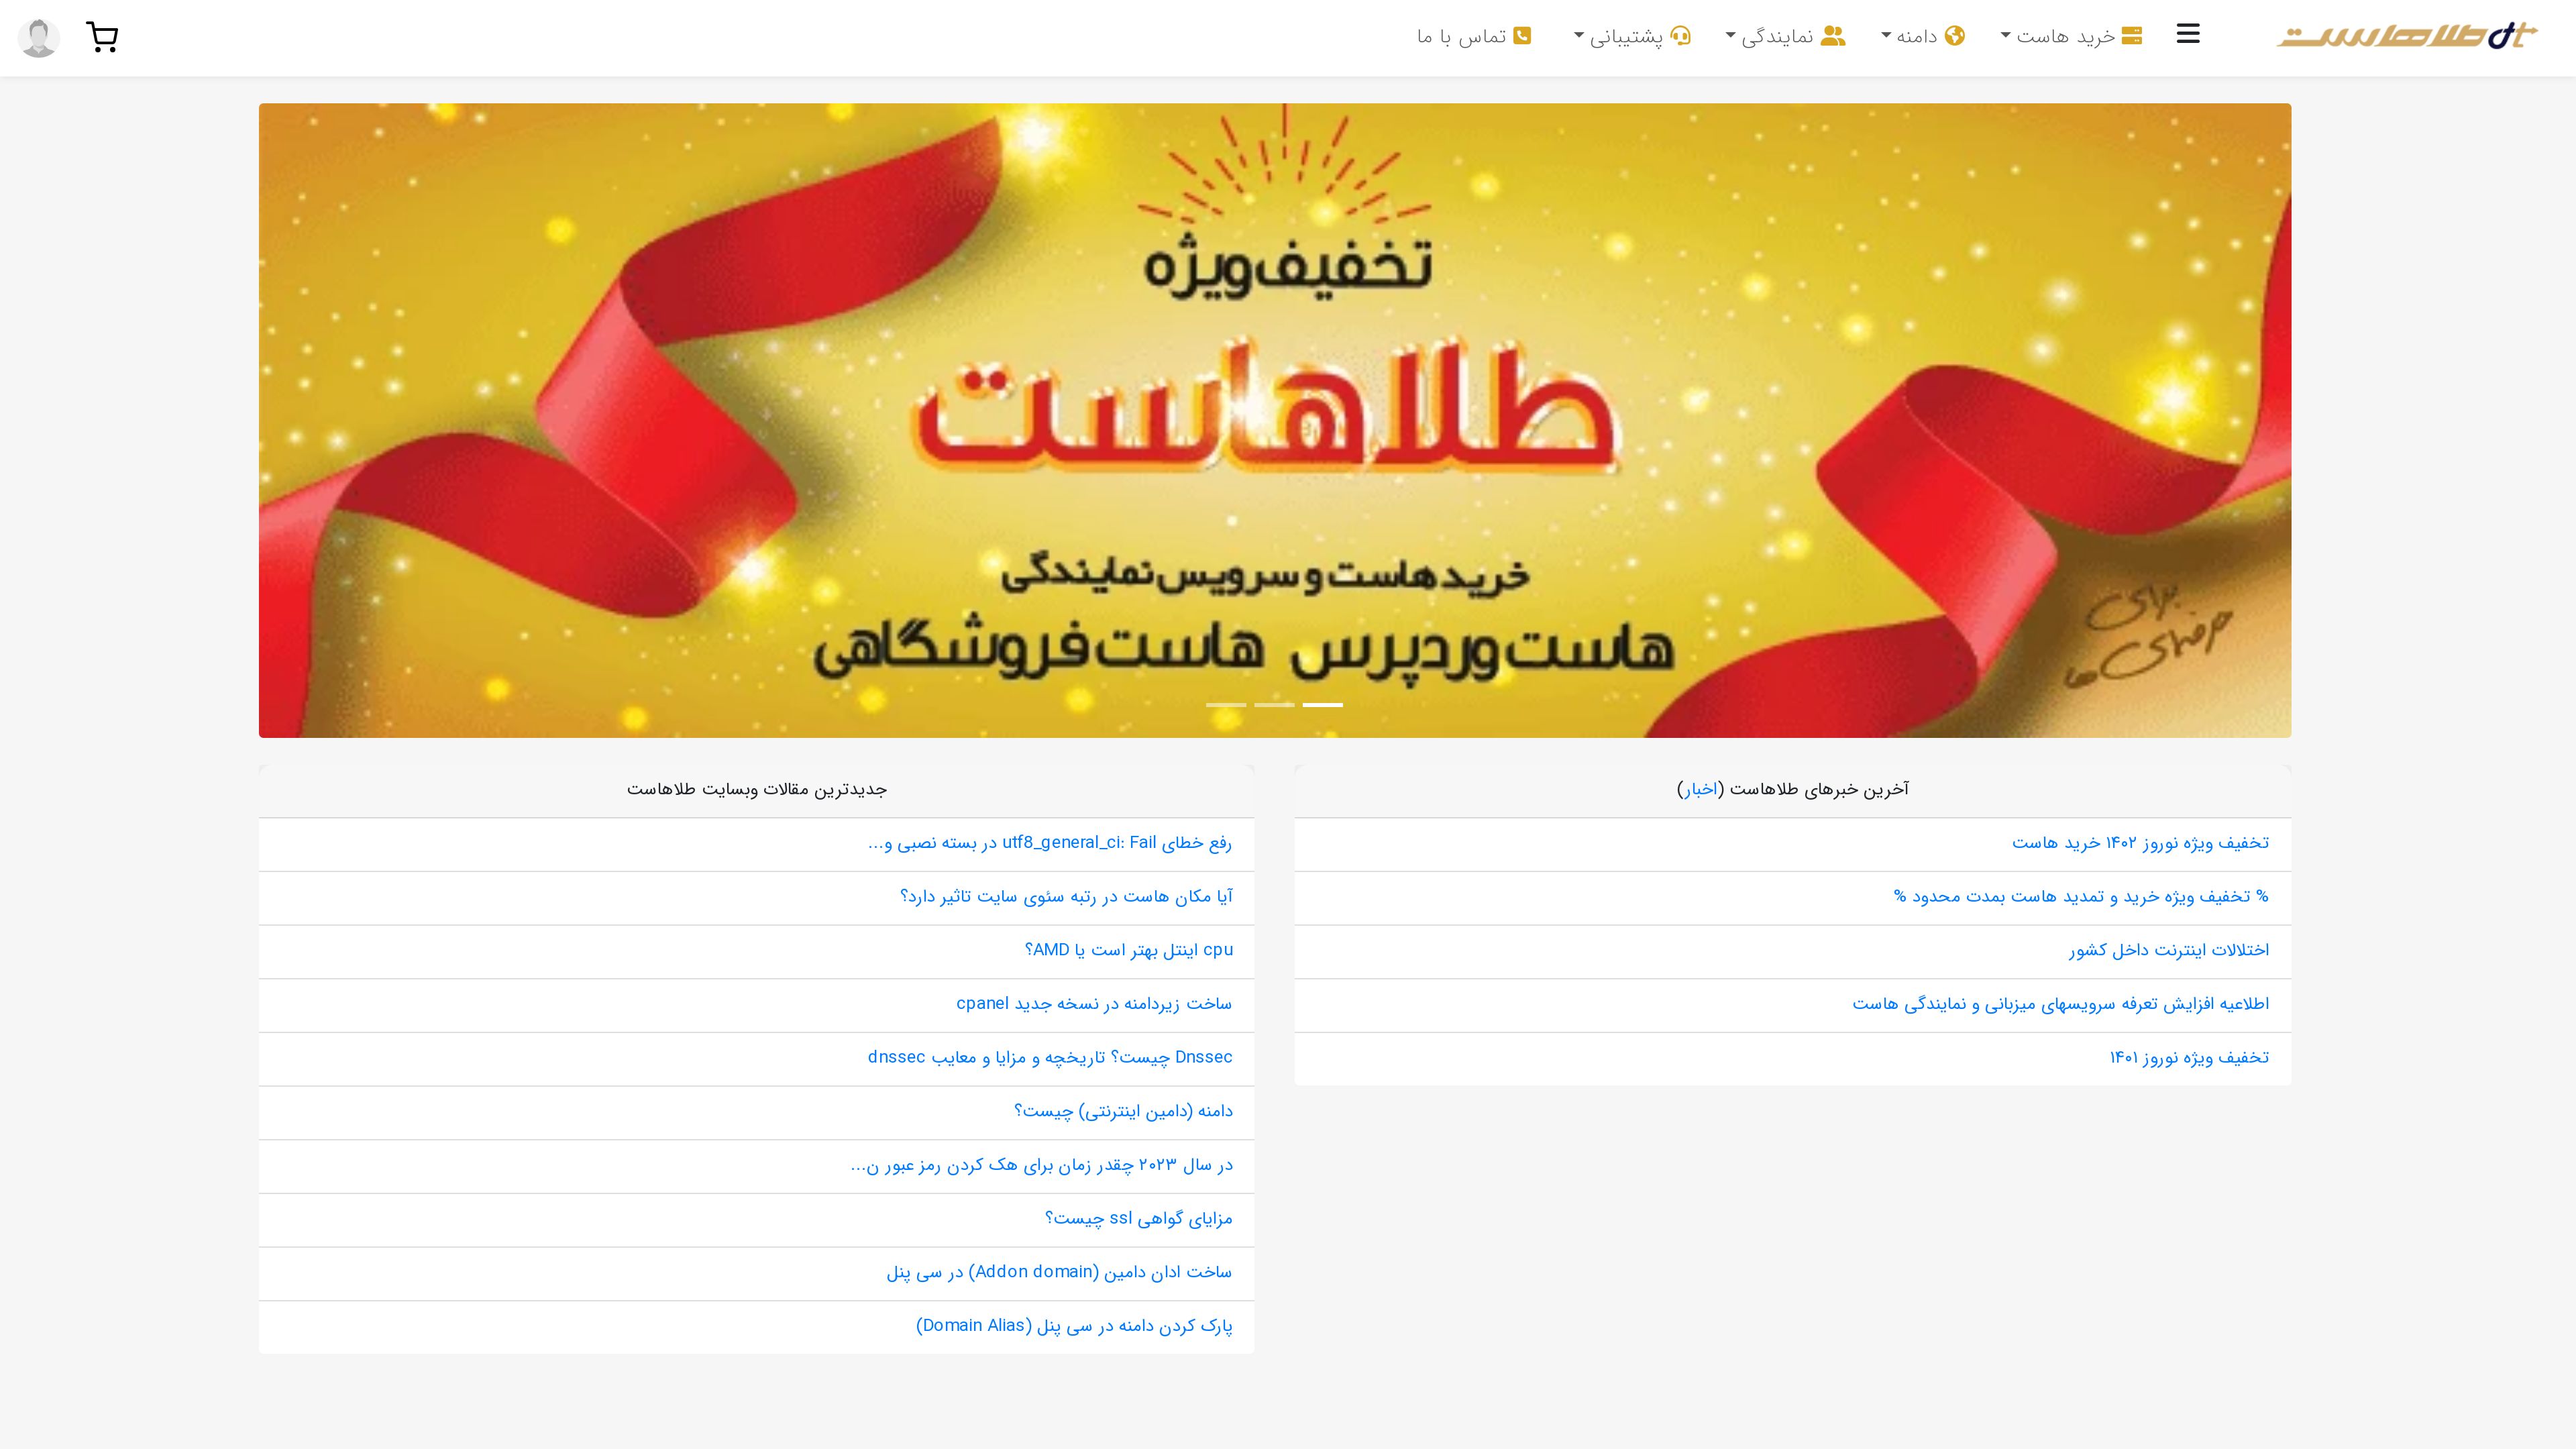 طلاهاست
خرید هاست
دامنه
نمایندگی
پشتیبانی
تماس با ما
تخفیف ویژه
طلاهاست
خرید هاست و سرویس نمایندگی
هاست وردپرس هاست فروشگاهی
برای حرفه‌ای ها
آخرین خبرهای طلاهاست (اخبار)
تخفیف ویژه نوروز ۱۴۰۲ خرید هاست
% تخفیف ویژه خرید و تمدید هاست بمدت محدود %
اختلالات اینترنت داخل کشور
اطلاعیه افزایش تعرفه سرویسهای میزبانی و نمایندگی هاست
تخفیف ویژه نوروز ۱۴۰۱
جدیدترین مقالات وبسایت طلاهاست
رفع خطای utf8_general_ci: Fail در بسته نصبی و...
آیا مکان هاست در رتبه سئوی سایت تاثیر دارد؟
cpu اینتل بهتر است یا AMD؟
ساخت زیردامنه در نسخه جدید cpanel
Dnssec چیست؟ تاریخچه و مزایا و معایب dnssec
دامنه (دامین اینترنتی) چیست؟
در سال ۲۰۲۳ چقدر زمان برای هک کردن رمز عبور ن...
مزایای گواهی ssl چیست؟
ساخت ادان دامین (Addon domain) در سی پنل
پارک کردن دامنه در سی پنل (Domain Alias)